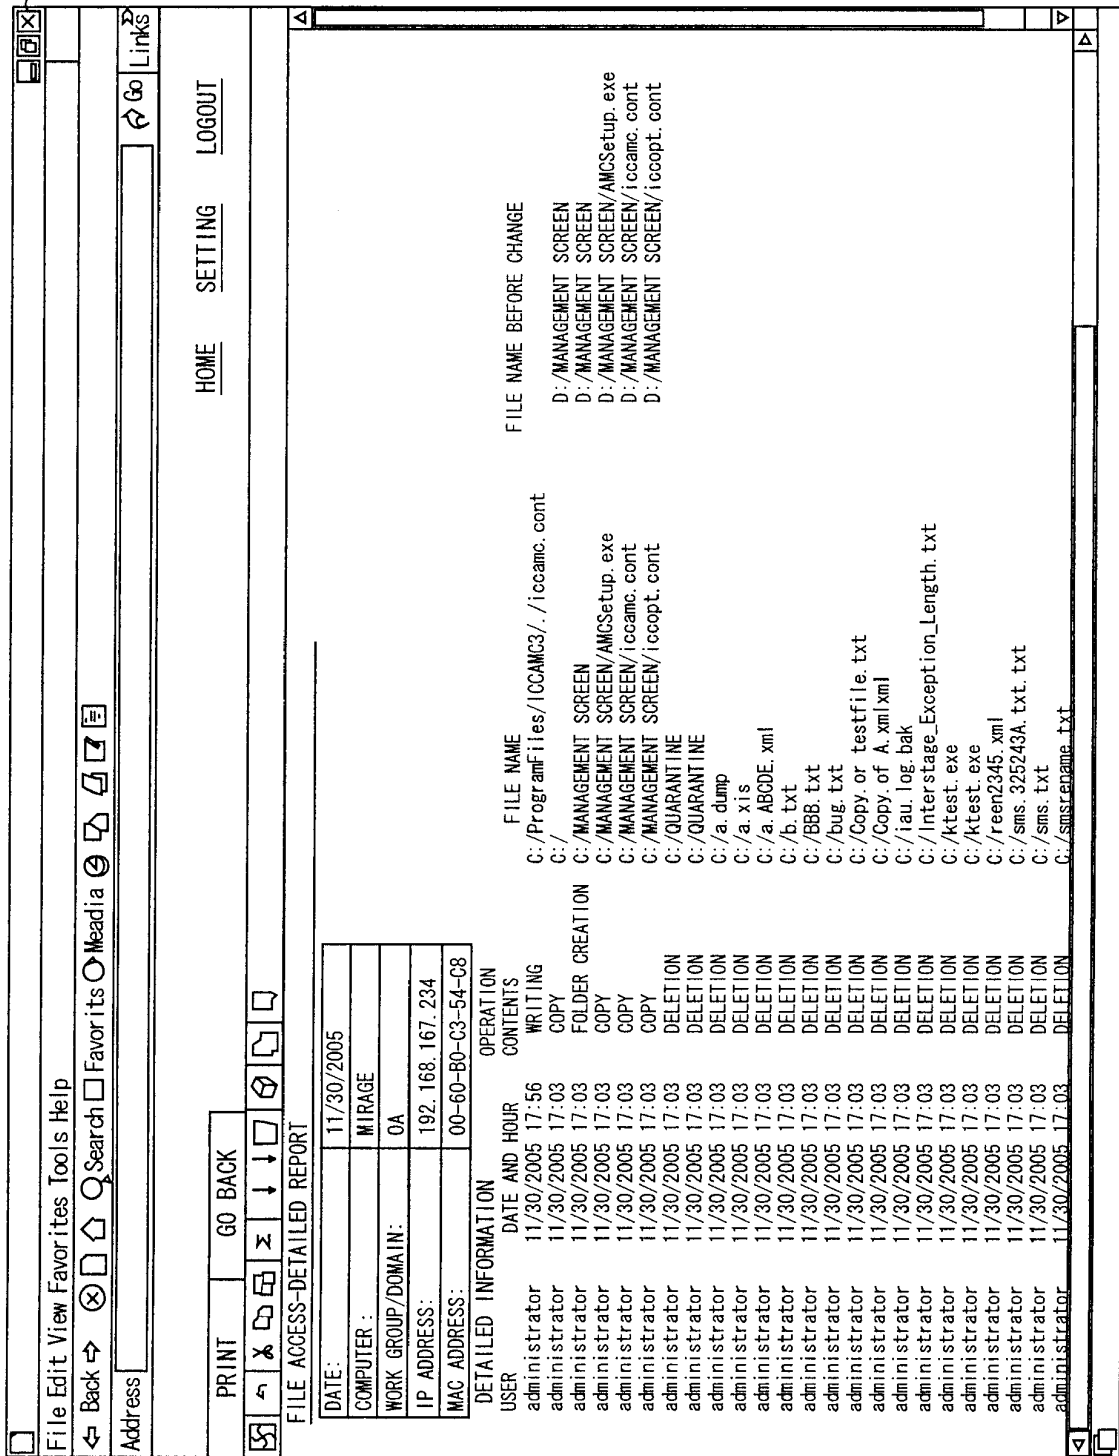 File Edit View Favorites Tools Help
Back Search Favorits Meadia
Address Go Links »
HOME SETTING LOGOUT
PRINT GO BACK
Σ
FILE ACCESS-DETAILED REPORT
DATE: 11/30/2005
COMPUTER: MIRAGE
WORK GROUP/DOMAIN: OA
IP ADDRESS: 192.168.167.234
MAC ADDRESS: 00-60-B0-C3-54-C8
DETAILED INFORMATION
USER DATE AND HOUR OPERATION CONTENTS FILE NAME FILE NAME BEFORE CHANGE
administrator 11/30/2005 17:56 WRITING C:/ProgramFiles/ICCAMC3/./iccamc.cont
administrator 11/30/2005 17:03 COPY C:/ D:/MANAGEMENT SCREEN
administrator 11/30/2005 17:03 FOLDER CREATION C:/MANAGEMENT SCREEN D:/MANAGEMENT SCREEN
administrator 11/30/2005 17:03 COPY C:/MANAGEMENT SCREEN/AMCSetup.exe D:/MANAGEMENT SCREEN/AMCSetup.exe
administrator 11/30/2005 17:03 COPY C:/MANAGEMENT SCREEN/iccamc.cont D:/MANAGEMENT SCREEN/iccamc.cont
administrator 11/30/2005 17:03 COPY C:/MANAGEMENT SCREEN/iccopt.cont D:/MANAGEMENT SCREEN/iccopt.cont
administrator 11/30/2005 17:03 DELETION C:/QUARANTINE
administrator 11/30/2005 17:03 DELETION C:/QUARANTINE
administrator 11/30/2005 17:03 DELETION C:/a.dump
administrator 11/30/2005 17:03 DELETION C:/a.xis
administrator 11/30/2005 17:03 DELETION C:/a.ABCDE.xml
administrator 11/30/2005 17:03 DELETION C:/b.txt
administrator 11/30/2005 17:03 DELETION C:/BBB.txt
administrator 11/30/2005 17:03 DELETION C:/bug.txt
administrator 11/30/2005 17:03 DELETION C:/Copy.or testfile.txt
administrator 11/30/2005 17:03 DELETION C:/Copy.of A.xmlxml
administrator 11/30/2005 17:03 DELETION C:/iau.log.bak
administrator 11/30/2005 17:03 DELETION C:/Interstage_Exception_Length.txt
administrator 11/30/2005 17:03 DELETION C:/ktest.exe
administrator 11/30/2005 17:03 DELETION C:/ktest.exe
administrator 11/30/2005 17:03 DELETION C:/reen2345.xml
administrator 11/30/2005 17:03 DELETION C:/sms.325243A.txt.txt
administrator 11/30/2005 17:03 DELETION C:/sms.txt
administrator 11/30/2005 17:03 DELETION C:/smsrename.txt